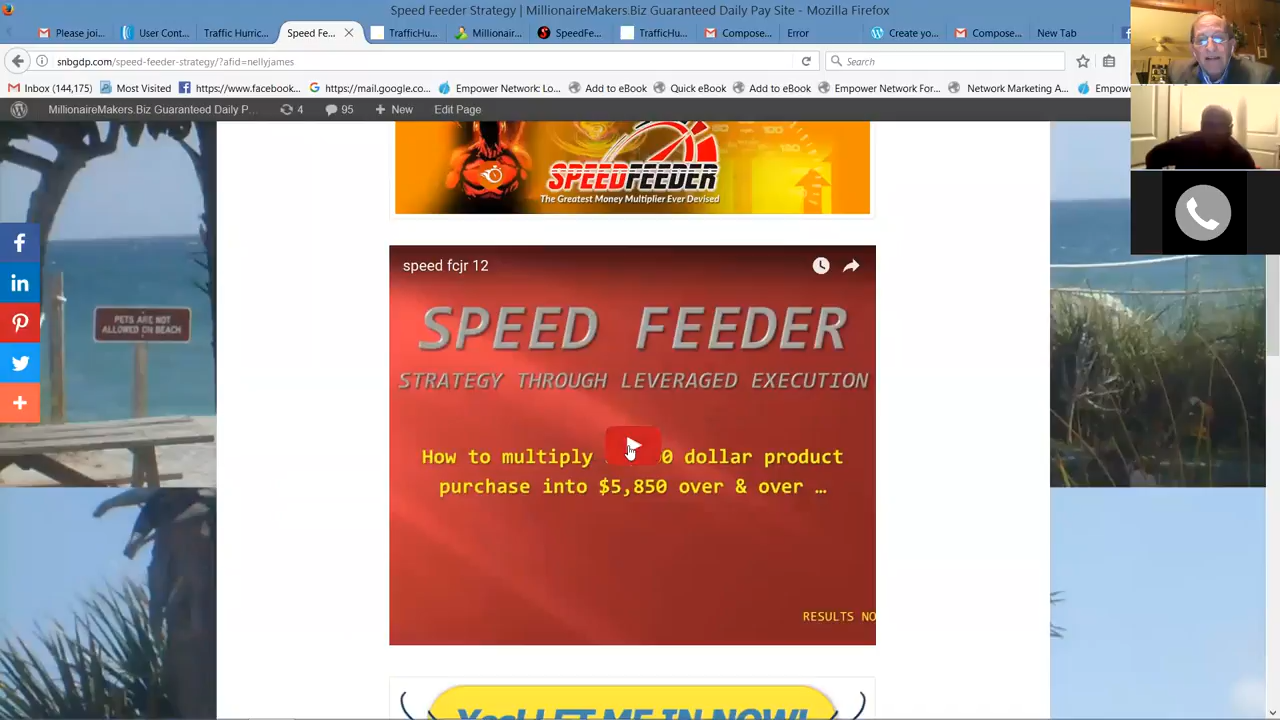 Speed Feeder Strategy | MillionaireMakers.Biz Guaranteed Daily Pay Site - Mozilla Firefox
Please joi...
User Cont...
Traffic Hurric...
Speed Fe...
TrafficHu...
Millionair...
SpeedFe...
TrafficHu...
Compose...
Error
Create yo...
Compose...
New Tab
snbgdp.com/speed-feeder-strategy/?afid=nellyjames
Search
Inbox (144,175)
Most Visited
https://www.facebook...
https://mail.google.co...
Empower Network: Lo...
Add to eBook
Quick eBook
Add to eBook
Empower Network For...
Network Marketing A...
Empowe
MillionaireMakers.Biz Guaranteed Daily P...
4
95
New
Edit Page
SPEEDFEEDER
The Greatest Money Multiplier Ever Devised
PETS ARE NOT
ALLOWED ON BEACH
speed fcjr 12
SPEED FEEDER
STRATEGY THROUGH LEVERAGED EXECUTION
How to multiply 0 dollar product
purchase into $5,850 over & over …
RESULTS NO
Yes! LET ME IN NOW!